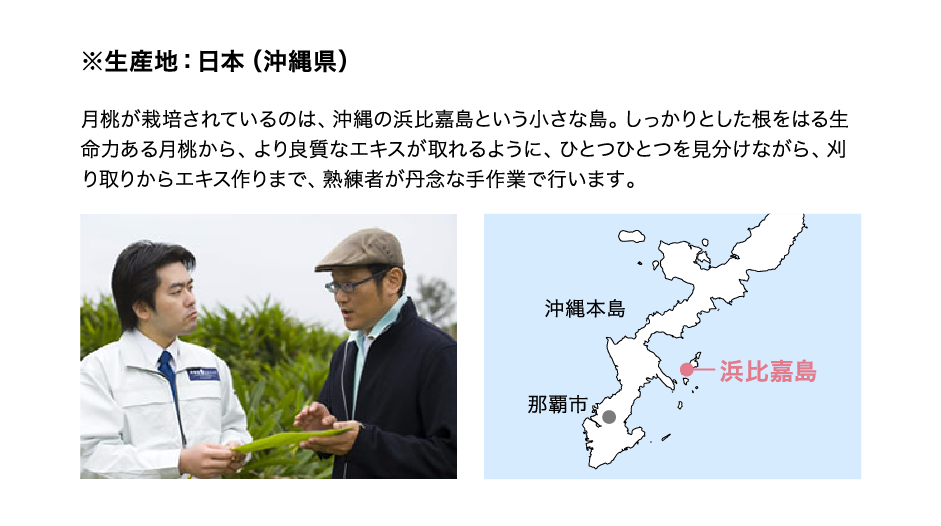 ※生産地：日本（沖縄県）
月桃が栽培されているのは、沖縄の浜比嘉島という小さな島。しっかりとした根をはる生
命力ある月桃から、より良質なエキスが取れるように、ひとつひとつを見分けながら、刈
り取りからエキス作りまで、熟練者が丹念な手作業で行います。
沖縄本島
浜比嘉島
那覇市